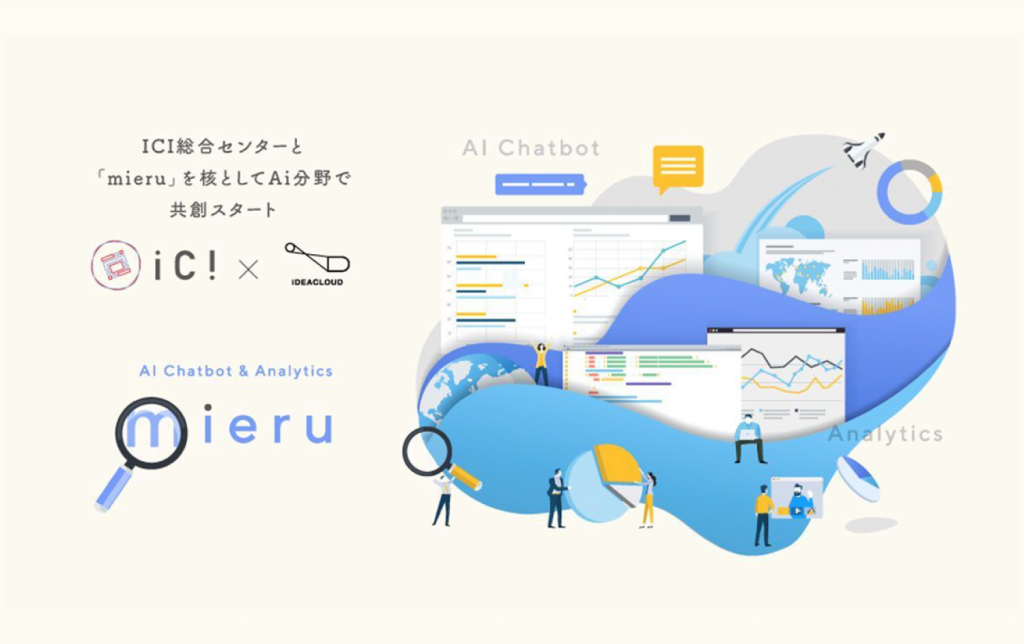 ICI総合センターと
「mieru」を核としてAi分野で
共創スタート
iC! ×
iDEACLOUD
AI Chatbot & Analytics
mieru
AI Chatbot
Analytics